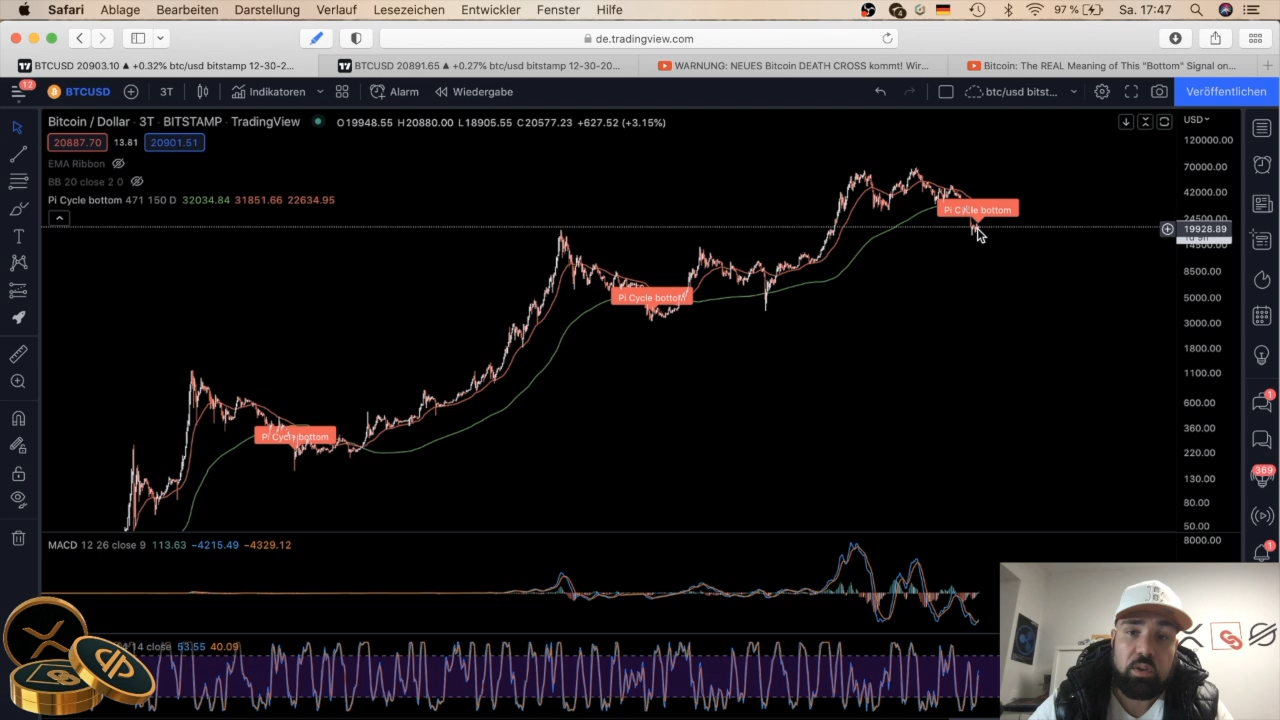 Safari Ablage Bearbeiten Darstellung Verlauf Lesezeichen Entwickler Fenster Hilfe 97 % Sa. 17:47
de.tradingview.com
BTCUSD 20903.10 ▲ +0.32% btc/usd bitstamp 12-30-2...
BTCUSD 20891.65 ▲ +0.27% btc/usd bitstamp 12-30-20...
WARNUNG: NEUES Bitcoin DEATH CROSS kommt! Wir...
Bitcoin: The REAL Meaning of This "Bottom" Signal on...
12
BTCUSD 3T Indikatoren Alarm Wiedergabe btc/usd bitst... Veröffentlichen
Bitcoin / Dollar · 3T · BITSTAMP · TradingView O19948.55 H20880.00 L18905.55 C20577.23 +627.52 (+3.15%)
USD
20887.70 13.81 20901.51
120000.00
EMA Ribbon
70000.00
BB 20 close 2 0
42000.00
Pi Cycle bottom 471 150 D 32034.84 31851.66 22634.95
Pi Cycle bottom
24500.00
19928.89
14500.00
8500.00
Pi Cycle bottom
5000.00
3000.00
1800.00
1100.00
600.00
360.00
Pi Cycle bottom
220.00
130.00
80.00
50.00
1
369
1
MACD 12 26 close 9 113.63 −4215.49 −4329.12
8000.00
14 close 53.55 40.09